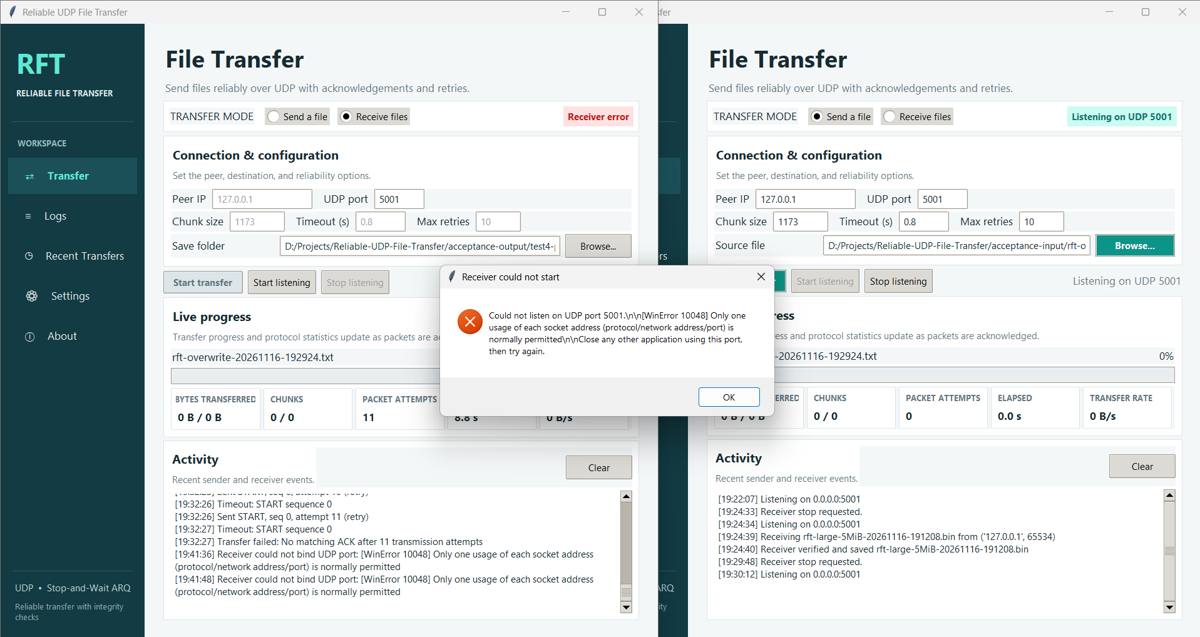 Reliable UDP File Transfer
RFT
RELIABLE FILE TRANSFER
WORKSPACE
Transfer
Logs
Recent Transfers
Settings
About
UDP • Stop-and-Wait ARQ
Reliable transfer with integrity
checks
File Transfer
Send files reliably over UDP with acknowledgements and retries.
TRANSFER MODE
Send a file
Receive files
Receiver error
Connection & configuration
Set the peer, destination, and reliability options.
Peer IP 127.0.0.1 UDP port 5001
Chunk size 1173 Timeout (s) 0.8 Max retries 10
Save folder D:/Projects/Reliable-UDP-File-Transfer/acceptance-output/test4- Browse...
Start transfer Start listening Stop listening
Live progress
Transfer progress and protocol statistics update as packets are a
rft-overwrite-20261116-192924.txt
BYTES TRANSFERRED CHUNKS PACKET ATTEMPTS
0 B / 0 B 0 / 0 11 8.8 s 0 B/s
Activity
Recent sender and receiver events.
Clear
[19:32:26] Timeout: START sequence 0
[19:32:26] Sent START, seq 0, attempt 11 (retry)
[19:32:27] Timeout: START sequence 0
[19:32:27] Transfer failed: No matching ACK after 11 transmission attempts
[19:41:36] Receiver could not bind UDP port: [WinError 10048] Only one usage of each socket address
(protocol/network address/port) is normally permitted
[19:41:48] Receiver could not bind UDP port: [WinError 10048] Only one usage of each socket address
(protocol/network address/port) is normally permitted
Receiver could not start
Could not listen on UDP port 5001.\n\n[WinError 10048] Only one
usage of each socket address (protocol/network address/port) is
normally permitted\n\nClose any other application using this port,
then try again.
OK
sfer
rs
ARQ
ity
File Transfer
Send files reliably over UDP with acknowledgements and retries.
TRANSFER MODE
Send a file
Receive files
Listening on UDP 5001
Connection & configuration
Set the peer, destination, and reliability options.
Peer IP 127.0.0.1 UDP port 5001
Chunk size 1173 Timeout (s) 0.8 Max retries 10
Source file D:/Projects/Reliable-UDP-File-Transfer/acceptance-input/rft-o Browse...
Start listening Stop listening Listening on UDP 5001
ress
ess and protocol statistics update as packets are acknowledged.
-20261116-192924.txt 0%
ERRED CHUNKS PACKET ATTEMPTS ELAPSED TRANSFER RATE
0 B / 0 B 0 / 0 0 0.0 s 0 B/s
Activity
Recent sender and receiver events.
Clear
[19:22:07] Listening on 0.0.0.0:5001
[19:24:33] Receiver stop requested.
[19:24:34] Listening on 0.0.0.0:5001
[19:24:39] Receiving rft-large-5MiB-20261116-191208.bin from ('127.0.0.1', 65534)
[19:24:40] Receiver verified and saved rft-large-5MiB-20261116-191208.bin
[19:29:48] Receiver stop requested.
[19:30:12] Listening on 0.0.0.0:5001